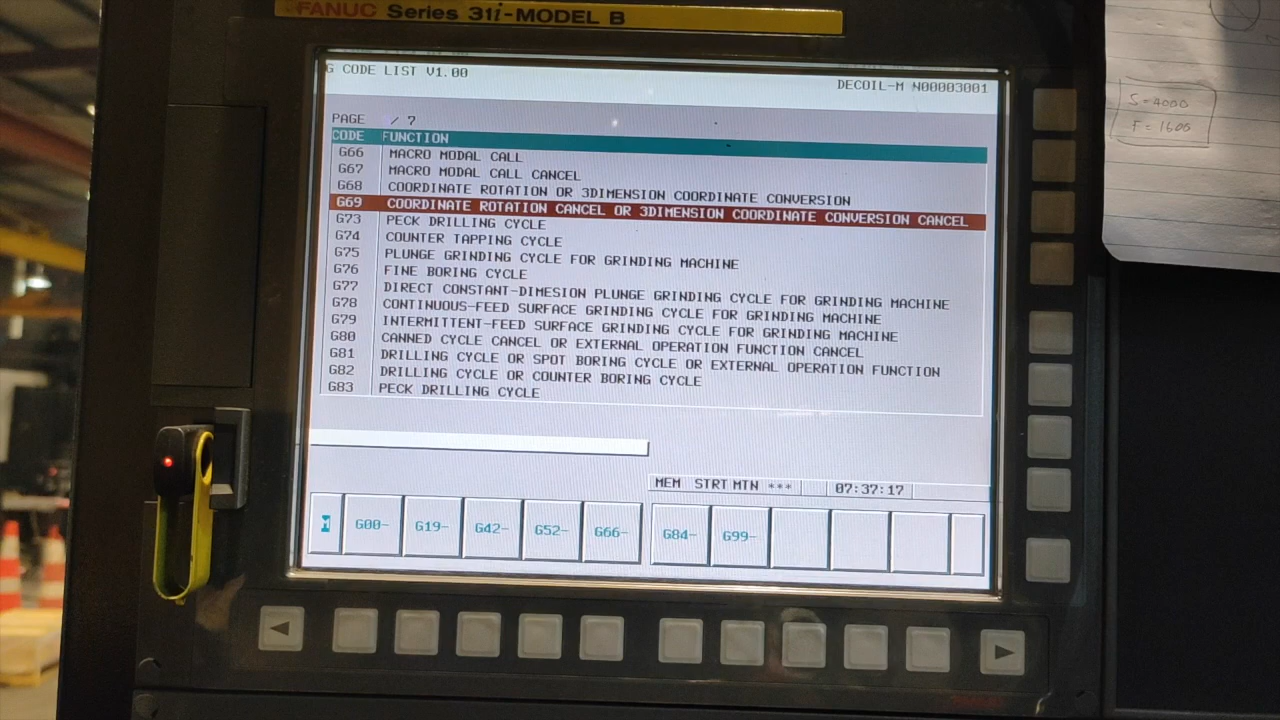 FANUC Series 31i-MODEL B
G CODE LIST V1.00
DECOIL-M N00003001
PAGE / 7
CODE FUNCTION
G66 MACRO MODAL CALL
G67 MACRO MODAL CALL CANCEL
G68 COORDINATE ROTATION OR 3DIMENSION COORDINATE CONVERSION
G69 COORDINATE ROTATION CANCEL OR 3DIMENSION COORDINATE CONVERSION CANCEL
G73 PECK DRILLING CYCLE
G74 COUNTER TAPPING CYCLE
G75 PLUNGE GRINDING CYCLE FOR GRINDING MACHINE
G76 FINE BORING CYCLE
G77 DIRECT CONSTANT-DIMESION PLUNGE GRINDING CYCLE FOR GRINDING MACHINE
G78 CONTINUOUS-FEED SURFACE GRINDING CYCLE FOR GRINDING MACHINE
G79 INTERMITTENT-FEED SURFACE GRINDING CYCLE FOR GRINDING MACHINE
G80 CANNED CYCLE CANCEL OR EXTERNAL OPERATION FUNCTION CANCEL
G81 DRILLING CYCLE OR SPOT BORING CYCLE OR EXTERNAL OPERATION FUNCTION
G82 DRILLING CYCLE OR COUNTER BORING CYCLE
G83 PECK DRILLING CYCLE
MEM STRT MTN *** 07:37:17
G00- G19- G42- G52- G66- G84- G99-
S=4000
F=1600